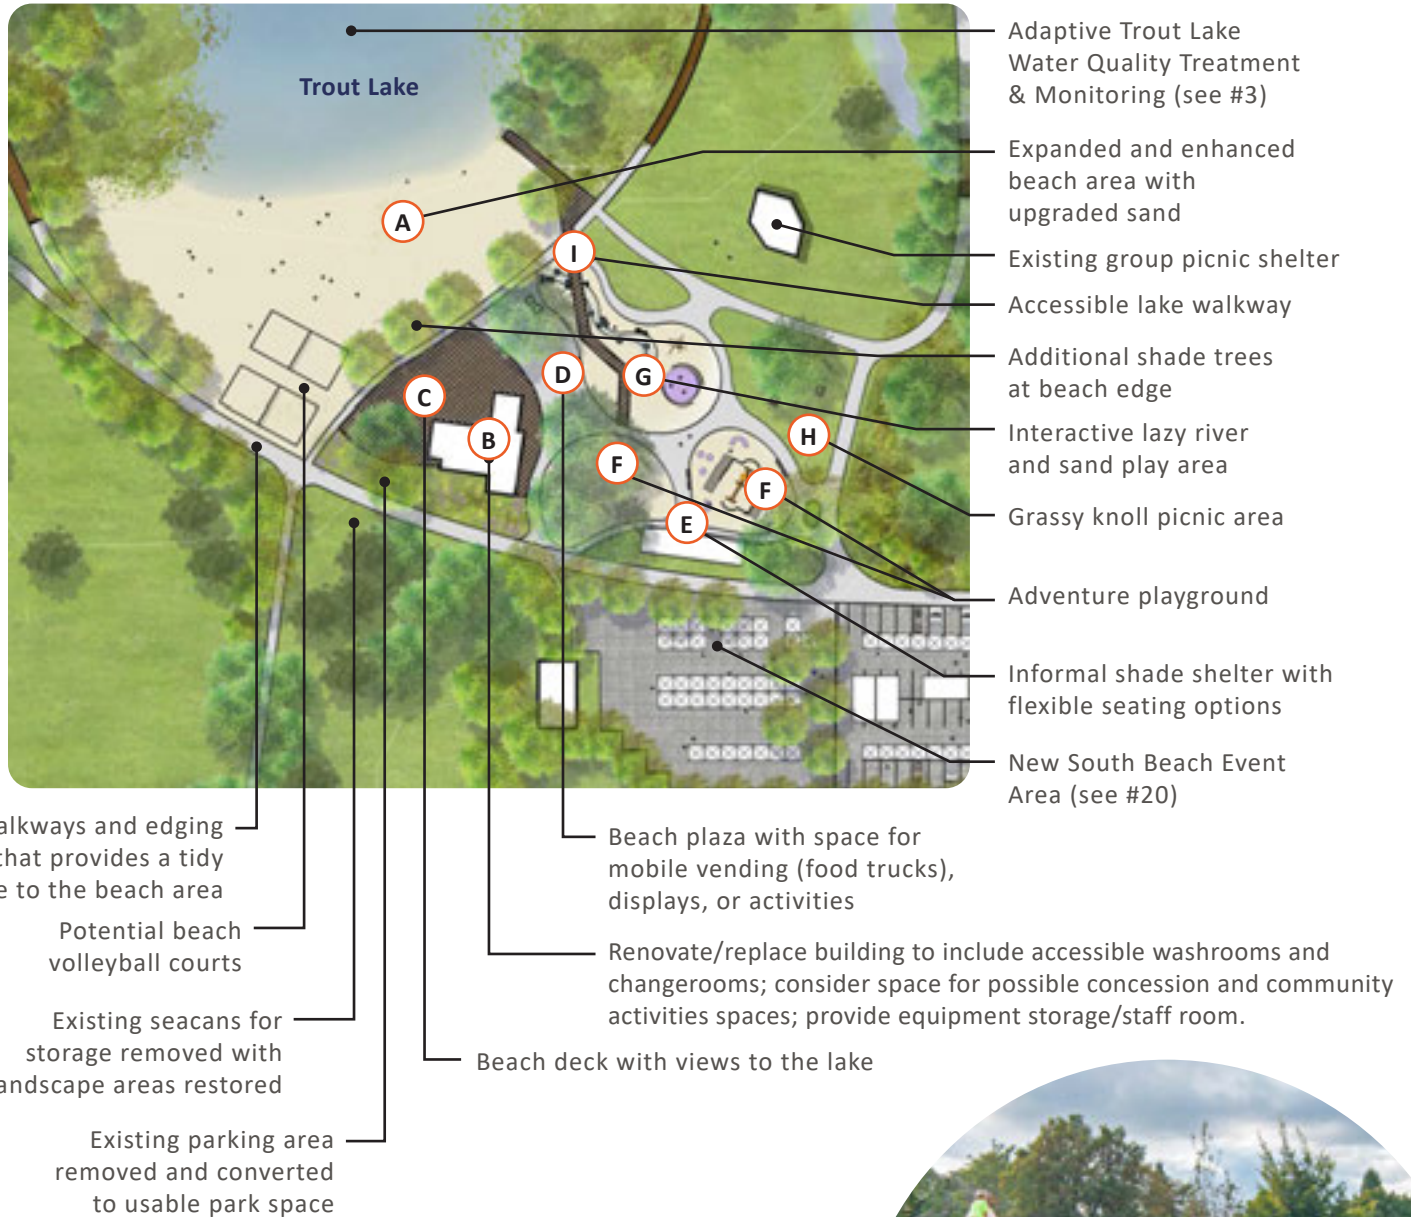 Trout Lake
A
I
D
G
C
B
H
F
F
E
Adaptive Trout Lake
Water Quality Treatment
& Monitoring (see #3)
Expanded and enhanced
beach area with
upgraded sand
Existing group picnic shelter
Accessible lake walkway
Additional shade trees
at beach edge
Interactive lazy river
and sand play area
Grassy knoll picnic area
Adventure playground
Informal shade shelter with
flexible seating options
New South Beach Event
Area (see #20)
alkways and edging
that provides a tidy
e to the beach area
Potential beach
volleyball courts
Existing seacans for
storage removed with
andscape areas restored
Existing parking area
removed and converted
to usable park space
Beach plaza with space for
mobile vending (food trucks),
displays, or activities
Renovate/replace building to include accessible washrooms and
changerooms; consider space for possible concession and community
activities spaces; provide equipment storage/staff room.
Beach deck with views to the lake